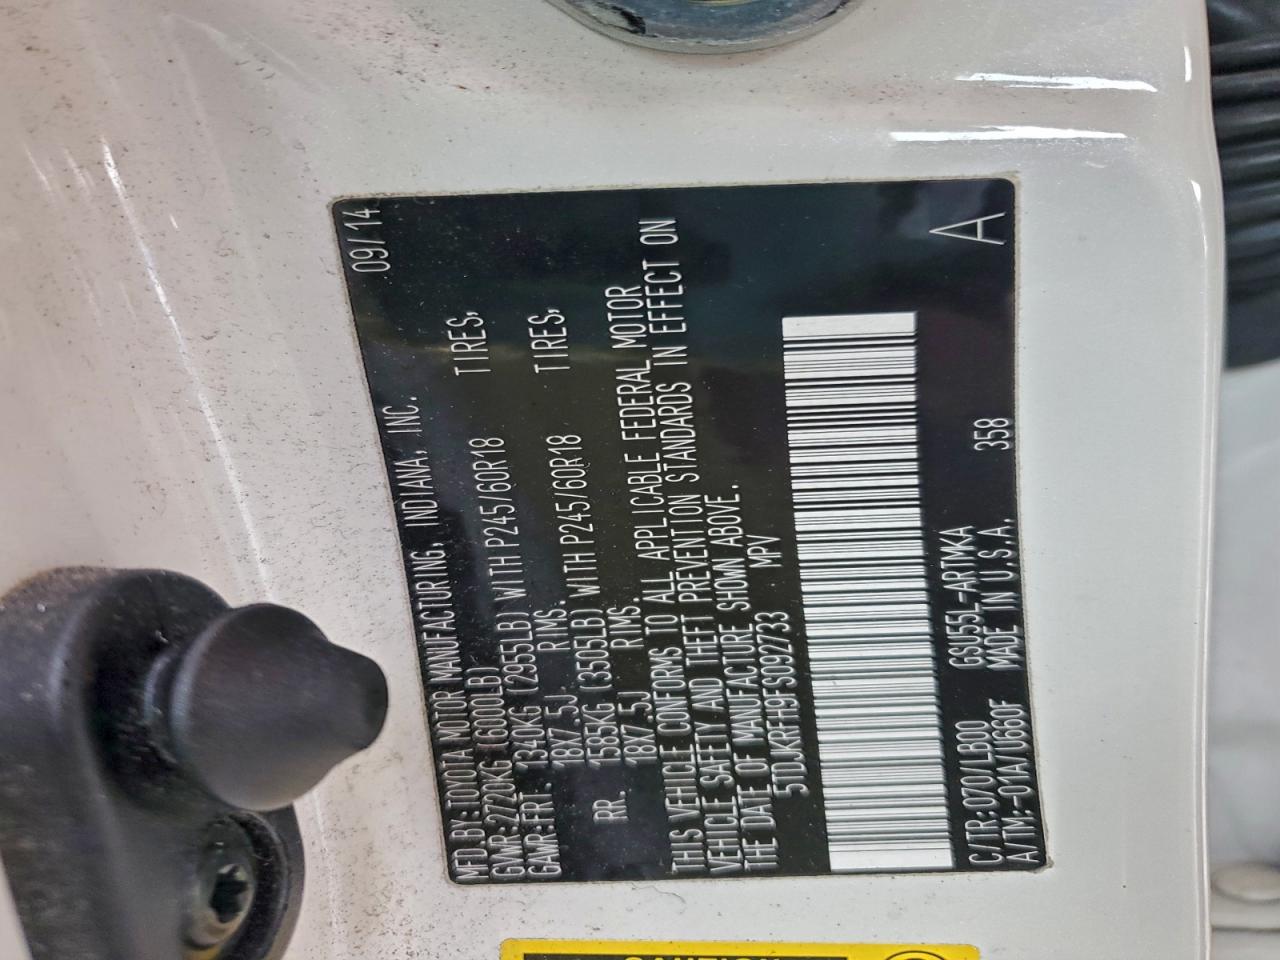 MFD BY:TOYOTA MOTOR MANUFACTURING, INDIANA, INC. 09/14
GVWR:2720KG (6000LB)
GAWR:FRT. 1340KG (2955LB) WITH P245/60R18 TIRES,
18X7.5J RIMS.
RR. 1585KG (3505LB) WITH P245/60R18 TIRES,
18X7.5J RIMS.
THIS VEHICLE CONFORMS TO ALL APPLICABLE FEDERAL MOTOR
VEHICLE SAFETY AND THEFT PREVENTION STANDARDS IN EFFECT ON
THE DATE OF MANUFACTURE SHOWN ABOVE.
5TDJKRFH9FS092733 MPV
C/TR:070/LB00 GSU55L-ARTMKA A
A/TM:-01A/U660F MADE IN U.S.A. 358
CAUTION